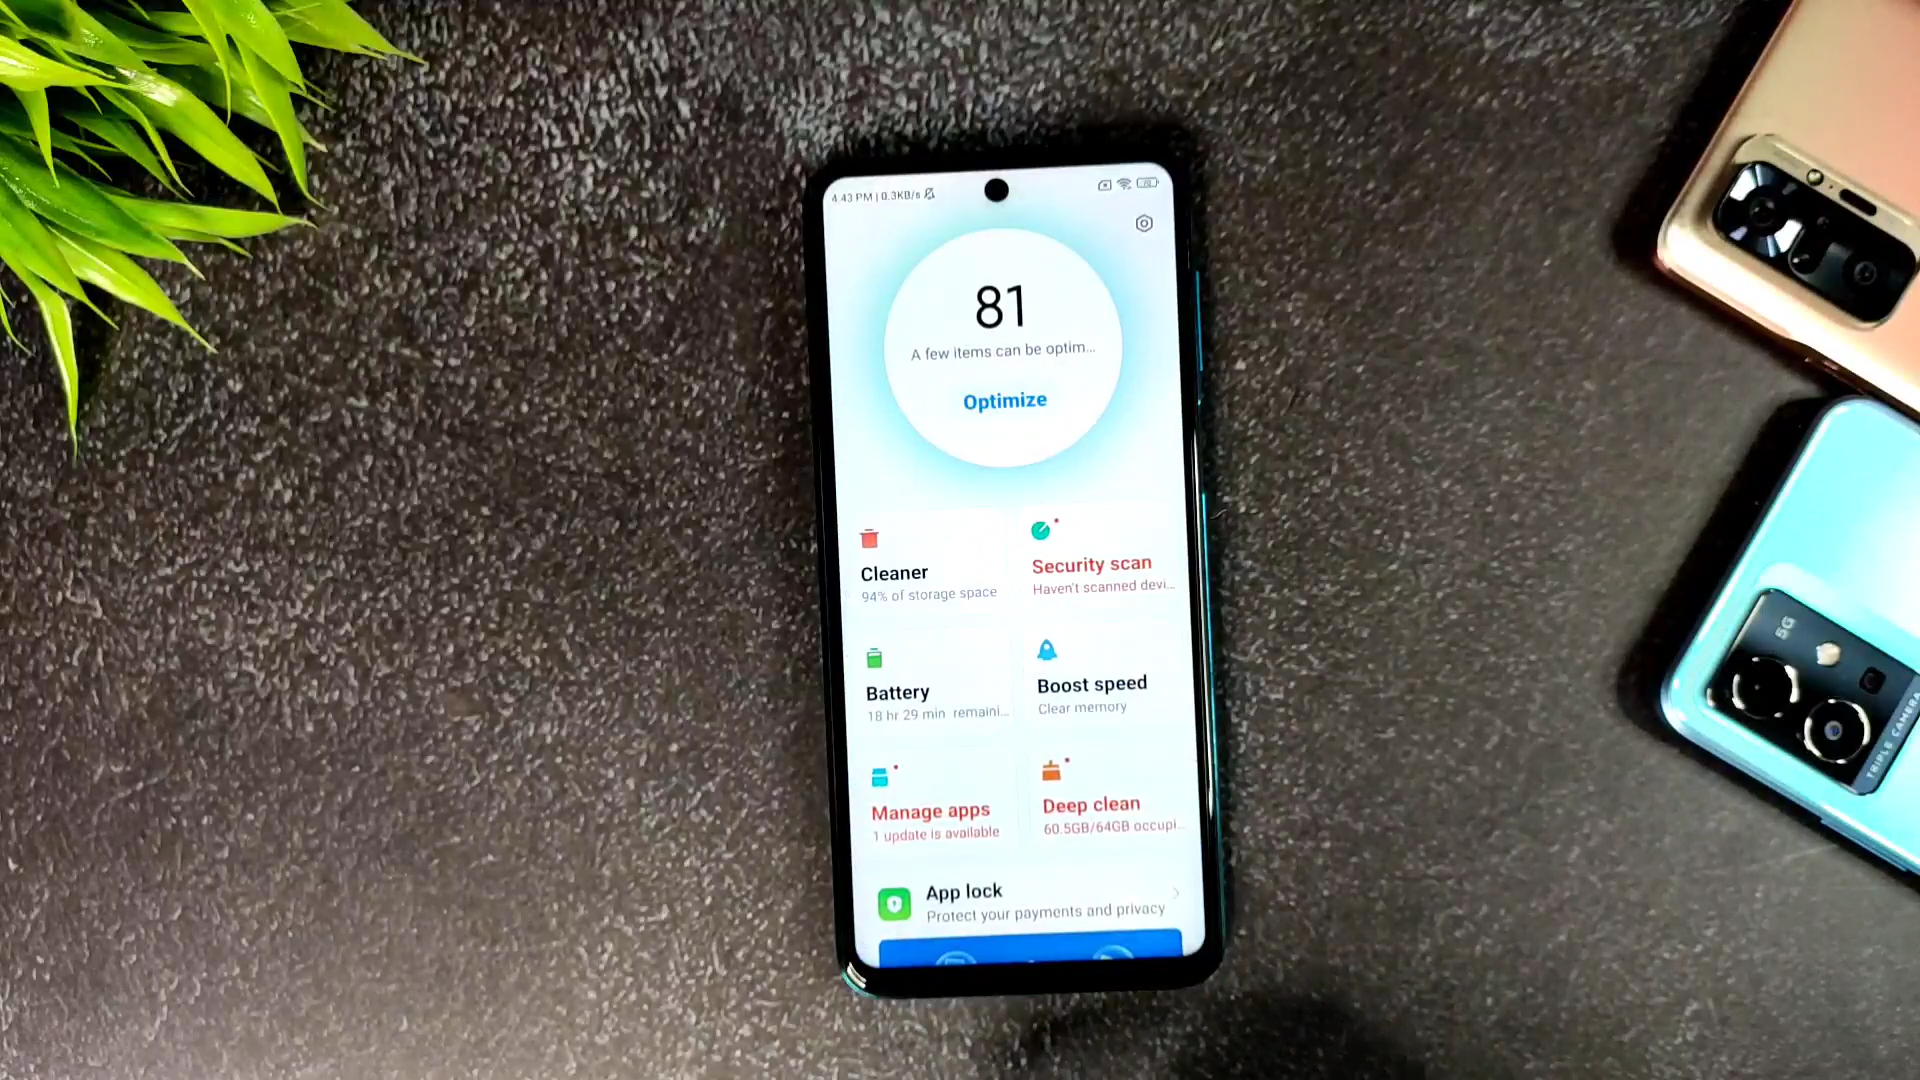 4:43 PM | 0.3KB/s
81
A few items can be optim...
Optimize
Cleaner
94% of storage space
Security scan
Haven't scanned devi...
Battery
18 hr 29 min remaini...
Boost speed
Clear memory
Manage apps
1 update is available
Deep clean
60.5GB/64GB occupi...
App lock
Protect your payments and privacy
5G
TRIPLE CAMERA